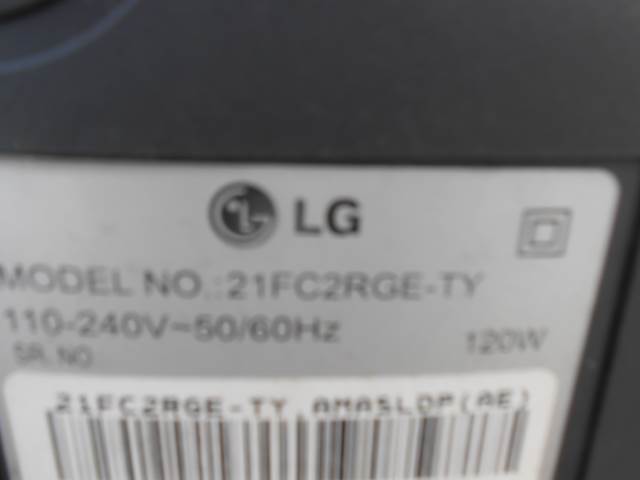 LG
MODEL NO.:21FC2RGE-TY
110-240V~50/60Hz 120W
SR. NO
21FC2RGE-TY.AMASLDP(AE)